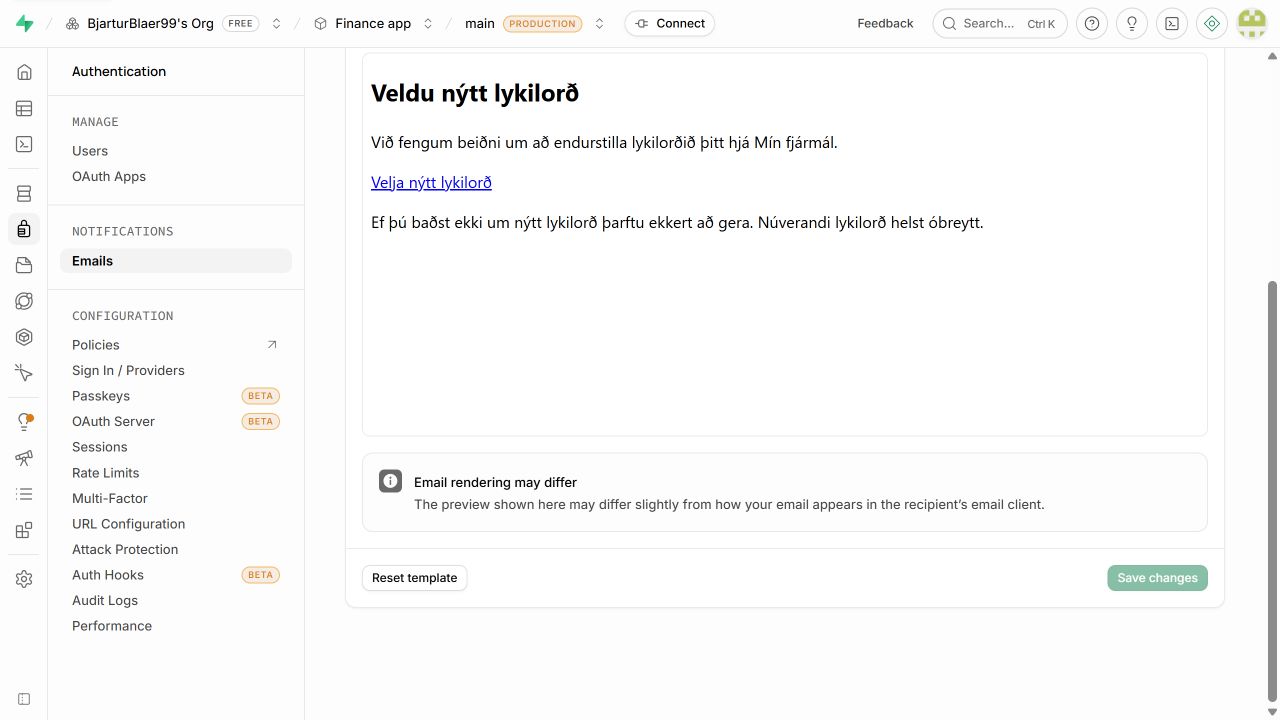 BjarturBlaer99's Org FREE
Finance app
main PRODUCTION
Connect
Feedback
Search... Ctrl K
Authentication
MANAGE
Users
OAuth Apps
NOTIFICATIONS
Emails
CONFIGURATION
Policies
Sign In / Providers
Passkeys BETA
OAuth Server BETA
Sessions
Rate Limits
Multi-Factor
URL Configuration
Attack Protection
Auth Hooks BETA
Audit Logs
Performance
Veldu nýtt lykilorð
Við fengum beiðni um að endurstilla lykilorðið þitt hjá Mín fjármál.
Velja nýtt lykilorð
Ef þú baðst ekki um nýtt lykilorð þarftu ekkert að gera. Núverandi lykilorð helst óbreytt.
Email rendering may differ
The preview shown here may differ slightly from how your email appears in the recipient's email client.
Reset template
Save changes